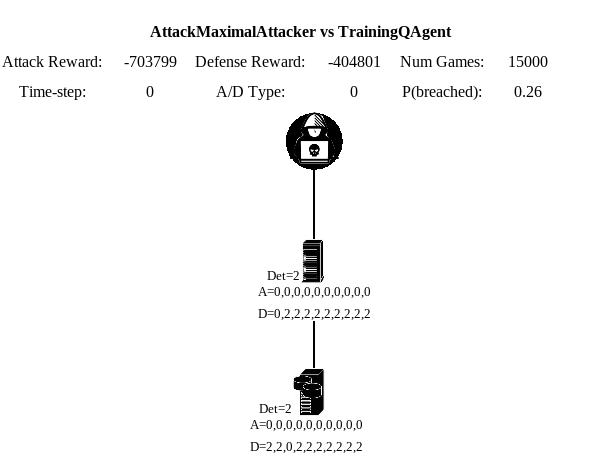 AttackMaximalAttacker vs TrainingQAgent
Attack Reward: -703799 Defense Reward: -404801 Num Games: 15000
Time-step: 0 A/D Type: 0 P(breached): 0.26
Det=2
A=0,0,0,0,0,0,0,0,0,0
D=0,2,2,2,2,2,2,2,2,2
Det=2
A=0,0,0,0,0,0,0,0,0,0
D=2,2,0,2,2,2,2,2,2,2